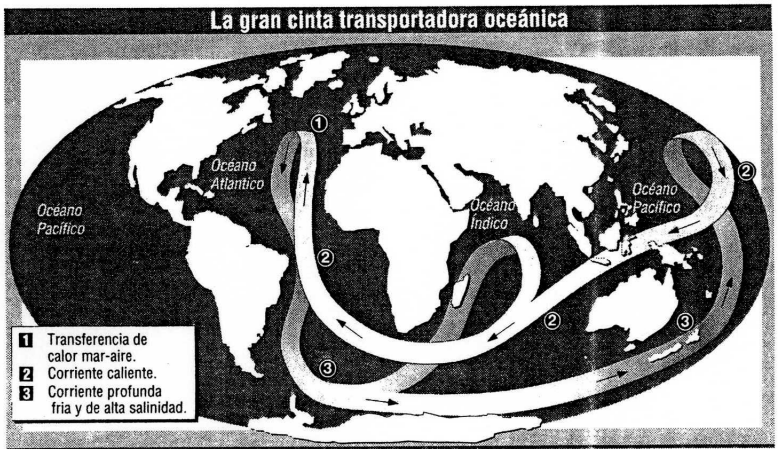 La gran cinta transportadora oceánica
1
Océano
Atlántico
2
Océano
Pacífico
Océano
Índico
Océano
Pacífico
2
2
3
3
1 Transferencia de
calor mar-aire.
2 Corriente caliente.
3 Corriente profunda
fria y de alta salinidad.